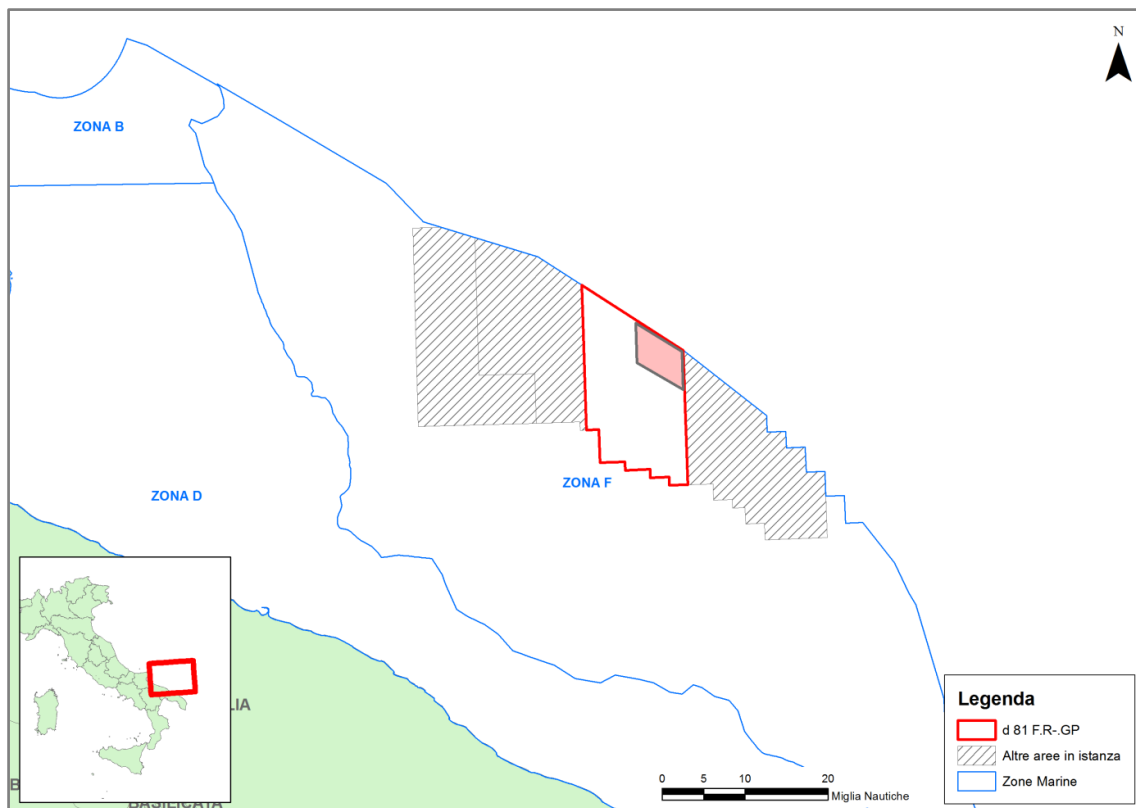 N
ZONA B
ZONA D
ZONA F
LIA
B
BASILICATA
Legenda
d 81 F.R-.GP
Altre aree in istanza
Zone Marine
0 5 10 20
Miglia Nautiche